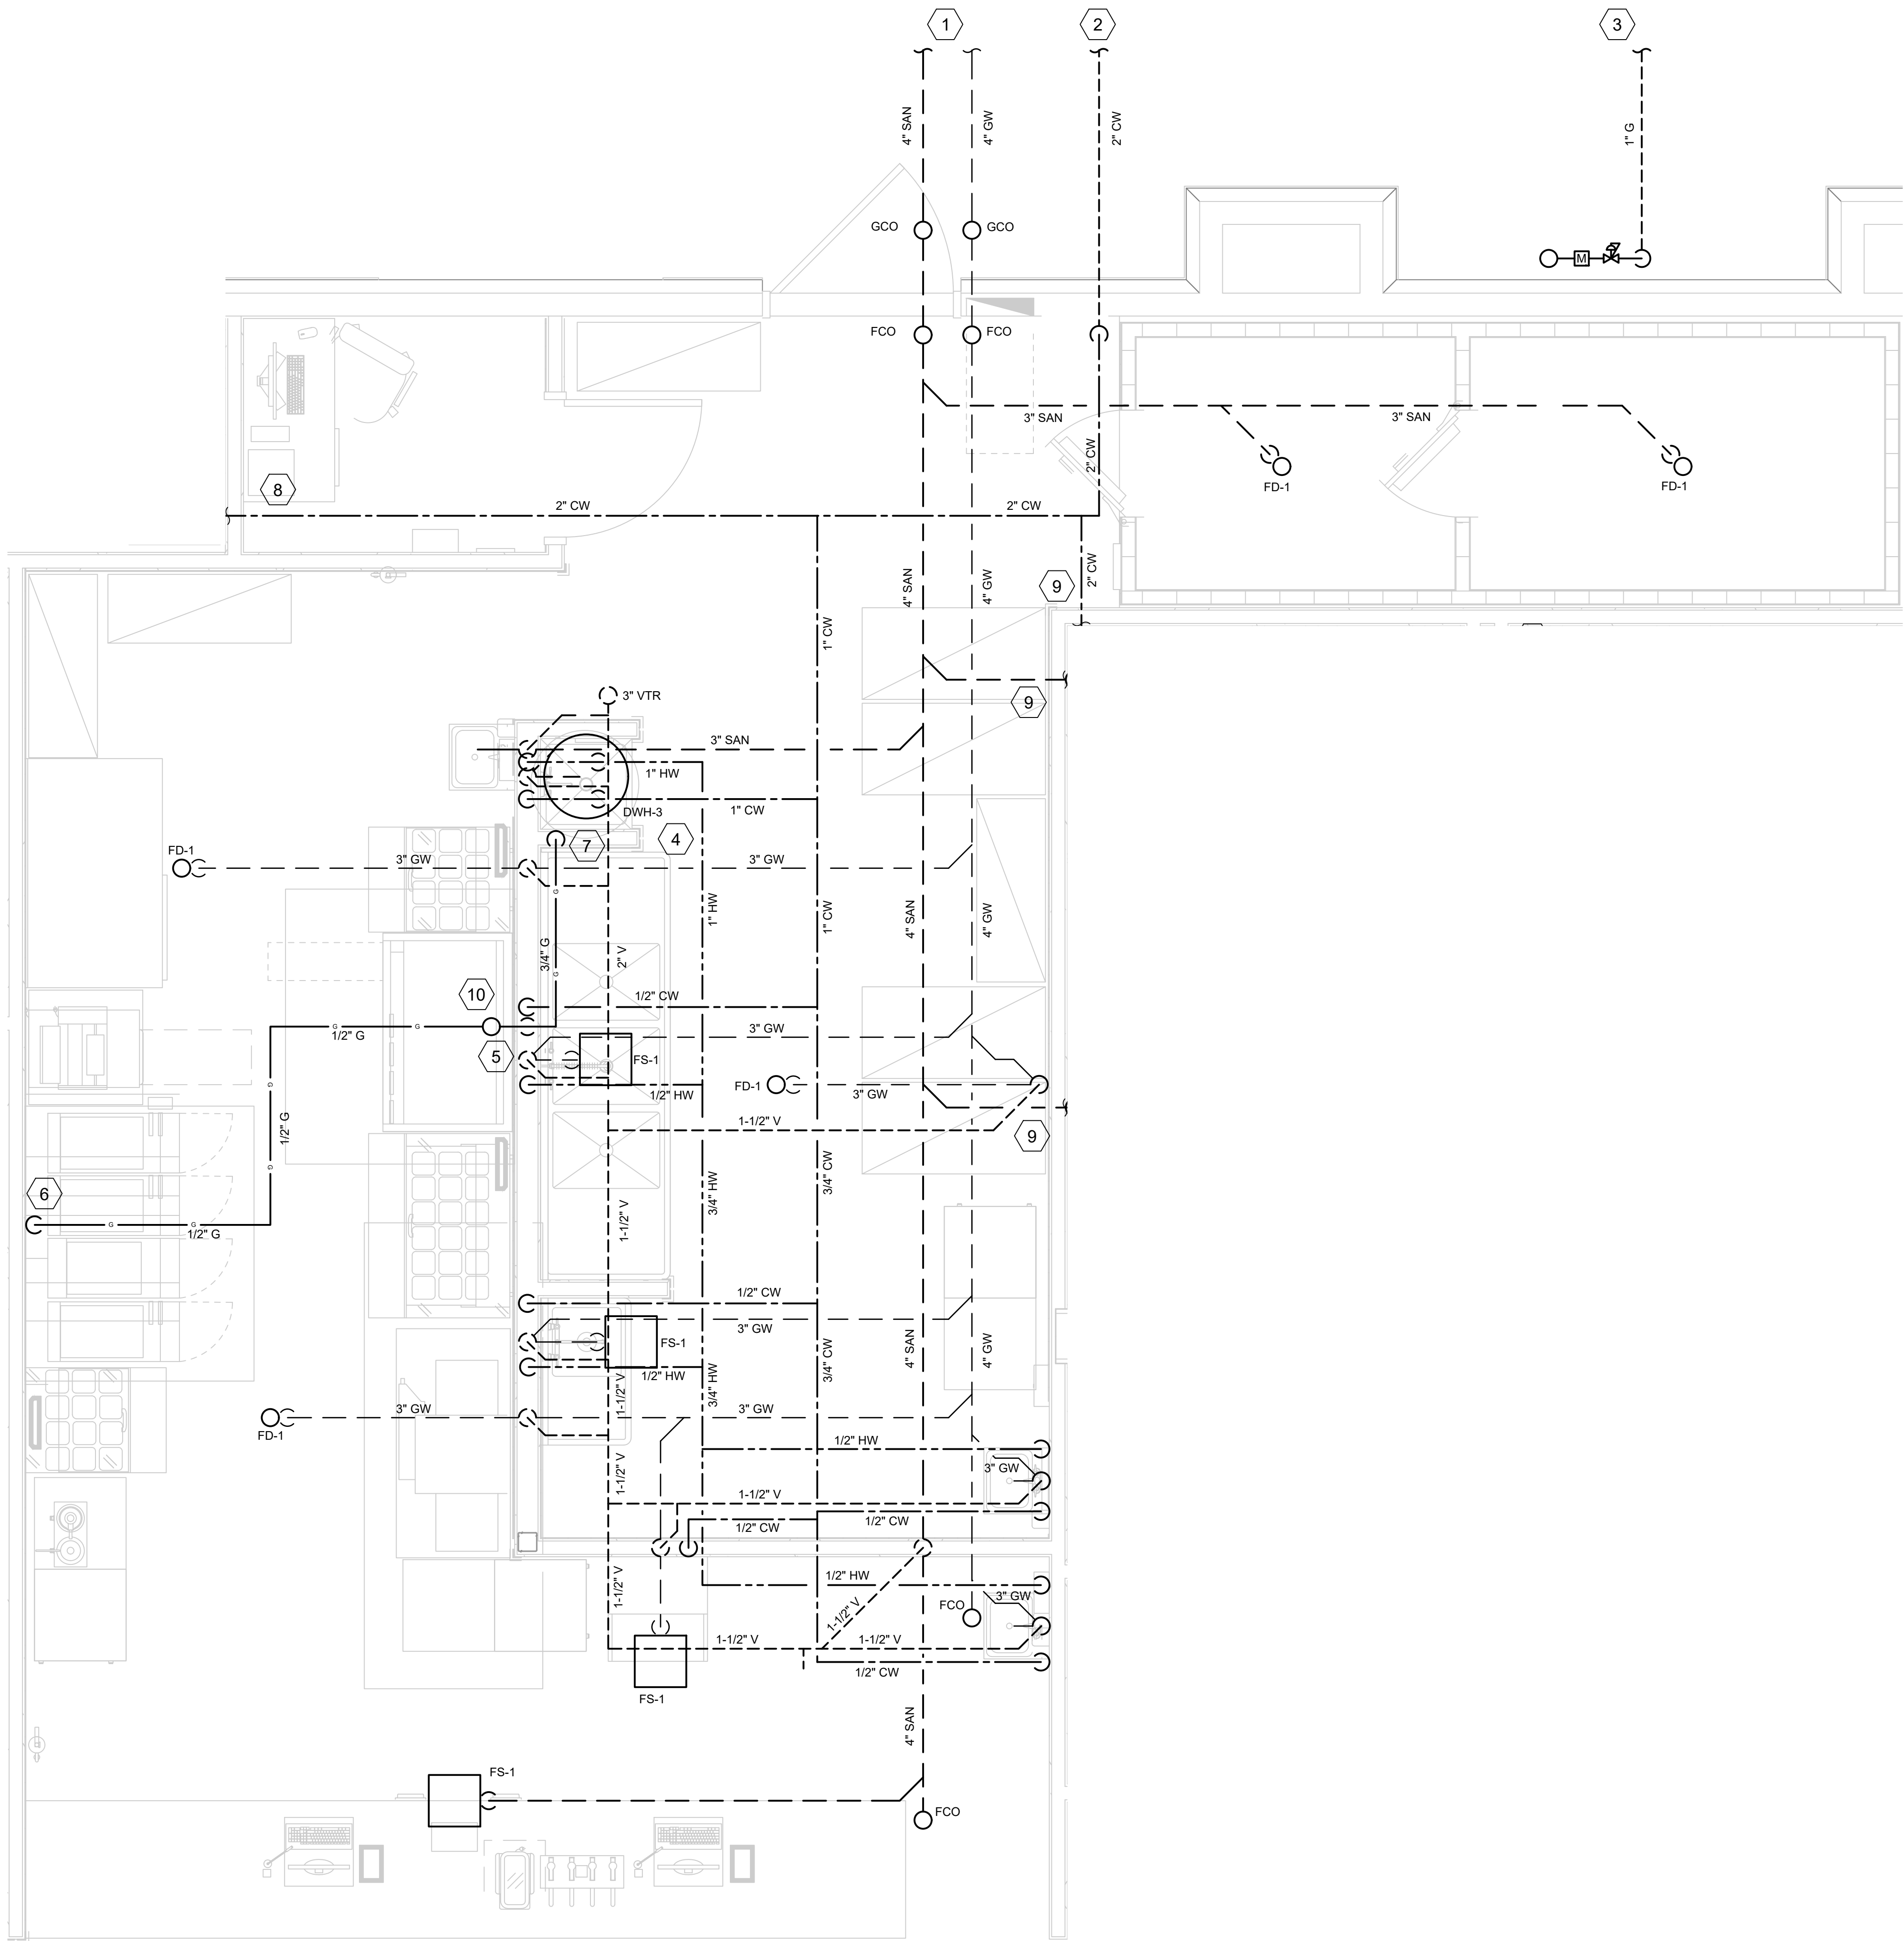 1
2
3
4" SAN
4" GW
2" CW
1" G
GCO
GCO
M
FCO
FCO
3" SAN
3" SAN
2" CW
FD-1
FD-1
8
2" CW
2" CW
2" CW
9
4" SAN
4" GW
1" CW
3" VTR
9
3" SAN
1" HW
DWH-3
1" CW
7
4
FD-1
3" GW
3" GW
G
1" HW
1" CW
4" SAN
4" GW
3/4" G
2" V
G
10
1/2" CW
G
G
1/2" G
3" GW
5
FS-1
G
FD-1
1/2" HW
3" GW
1-1/2" V
1/2" G
9
G
6
3/4" HW
3/4" CW
1-1/2" V
G
G
1/2" G
1/2" CW
3" GW
FS-1
4" SAN
4" GW
3/4" CW
1/2" HW
3/4" HW
1-1/2" V
3" GW
3" GW
FD-1
1/2" HW
3" GW
1-1/2" V
1-1/2" V
1/2" CW
1/2" CW
1/2" HW
1-1/2" V
3" GW
FCO
1-1/2" V
1-1/2" V
1-1/2" V
1/2" CW
FS-1
4" SAN
FS-1
FCO